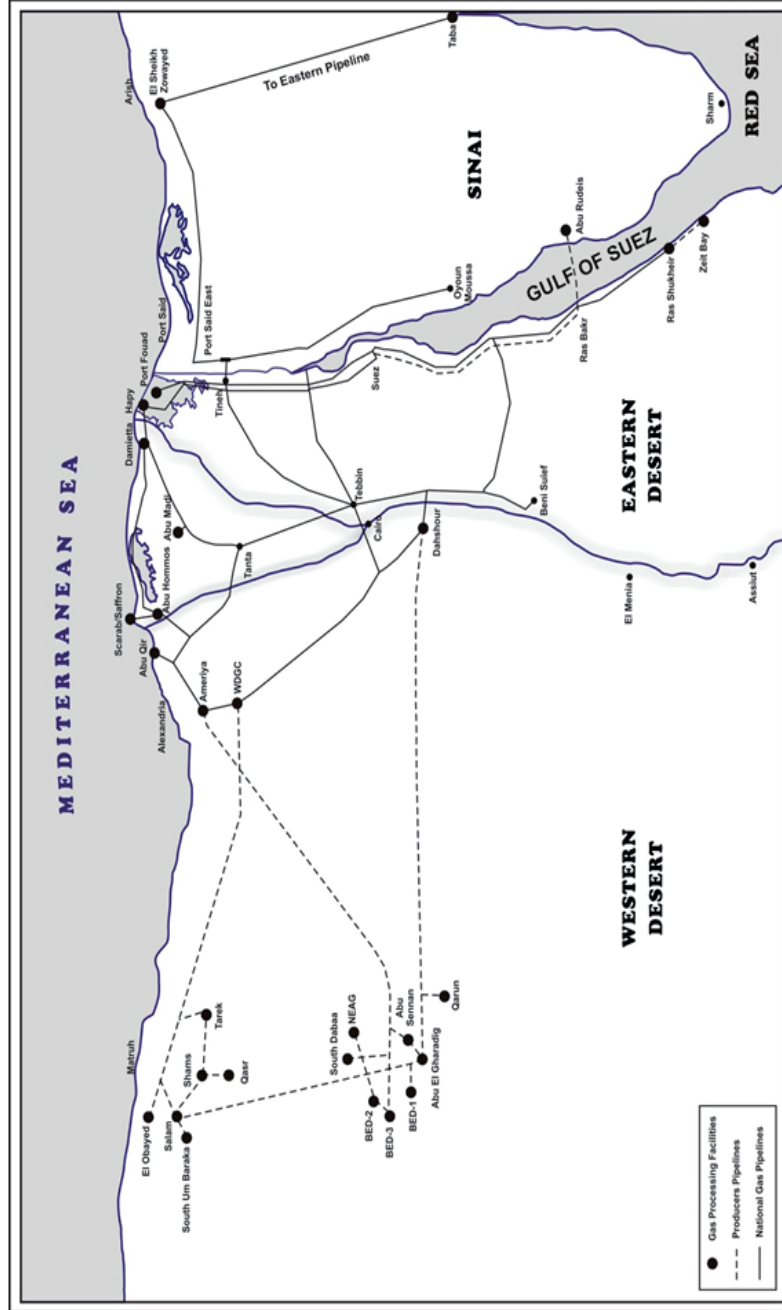 MEDITERRANEAN SEA
Matruh
El Obayed
Salam
South Um Baraka
Shams
Qasr
Tarek
South Dabaa
NEAG
BED-2
BED-3
BED-1
Abu
Sennan
Abu El Gharadig
Qarun
WESTERN
DESERT
Alexandria
Ameriya
WDGC
Abu Qir
Scarab/Saffron
Abu Hommos
Abu Madi
Tanta
Damietta
Hapy
Port Fouad
Port Said
Port Said East
Tineh
Tebbin
Cairo
Dahshour
Beni Suief
El Menia
Assiut
EASTERN
DESERT
Suez
Oyoun
Moussa
Arish
El Sheikh
Zowayed
To Eastern Pipeline
Taba
SINAI
Abu Rudeis
GULF OF SUEZ
Ras Bakr
Ras Shukheir
Zeit Bay
Sharm
RED SEA
Gas Processing Facilities
Producers Pipelines
National Gas Pipelines